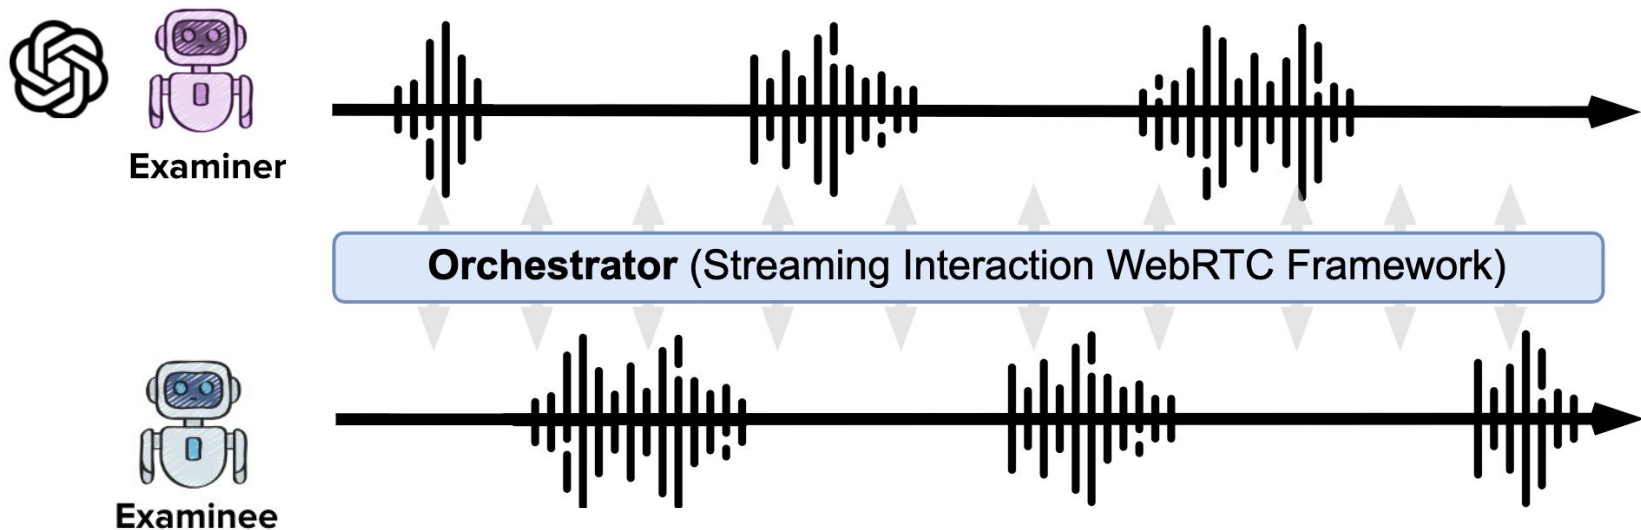 Examiner
Orchestrator (Streaming Interaction WebRTC Framework)
Examinee